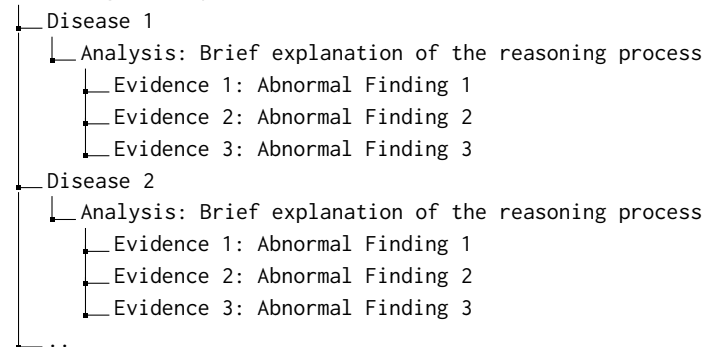 Disease 1
Analysis: Brief explanation of the reasoning process
Evidence 1: Abnormal Finding 1
Evidence 2: Abnormal Finding 2
Evidence 3: Abnormal Finding 3
Disease 2
Analysis: Brief explanation of the reasoning process
Evidence 1: Abnormal Finding 1
Evidence 2: Abnormal Finding 2
Evidence 3: Abnormal Finding 3
..